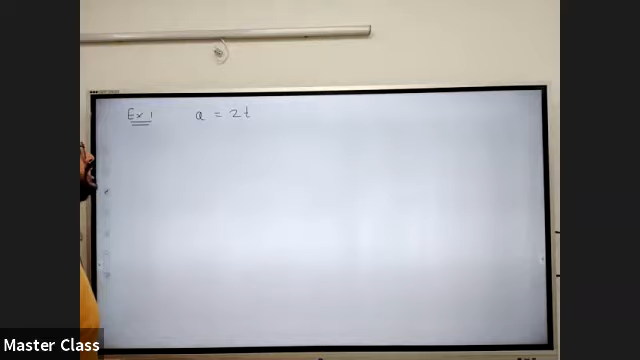 Ex 1 a = 2t
Master Class